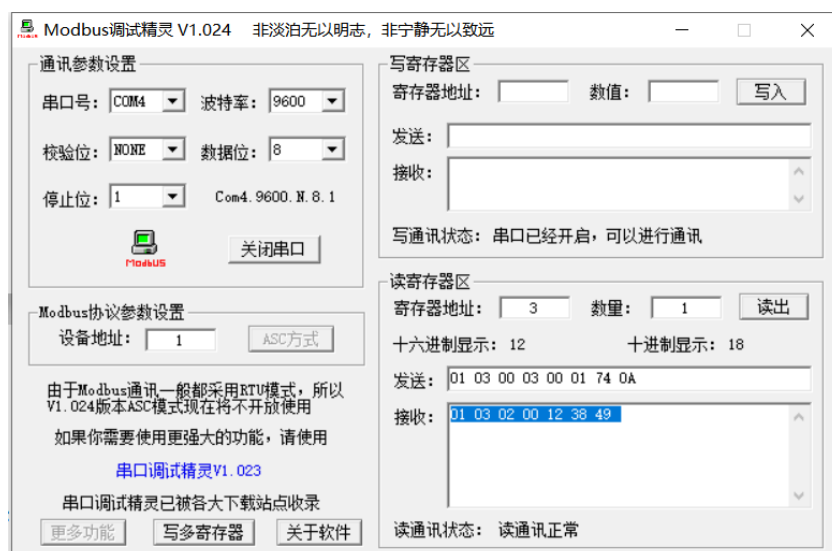 Modbus调试精灵 V1.024 非淡泊无以明志，非宁静无以致远
通讯参数设置
串口号： COM4 波特率： 9600
校验位： NONE 数据位： 8
停止位： 1 Com4.9600.N.8.1
Modbus
关闭串口
Modbus协议参数设置
设备地址： 1 ASC方式
由于Modbus通讯一般都采用RTU模式，所以
V1.024版本ASC模式现在将不开放使用
如果你需要使用更强大的功能，请使用
串口调试精灵V1.023
串口调试精灵已被各大下载站点收录
更多功能 写多寄存器 关于软件
写寄存器区
寄存器地址： 数值： 写入
发送：
接收：
写通讯状态： 串口已经开启，可以进行通讯
读寄存器区
寄存器地址： 3 数量： 1 读出
十六进制显示： 12 十进制显示： 18
发送： 01 03 00 03 00 01 74 0A
接收： 01 03 02 00 12 38 49
读通讯状态： 读通讯正常